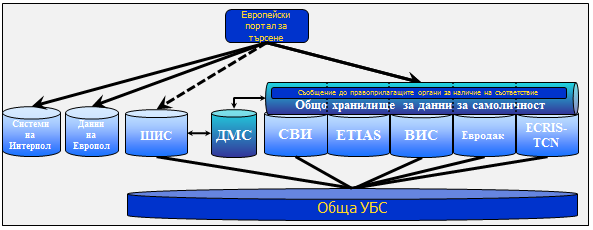 Европейски
портал за
търсене
Съобщение до правоприлагащите органи за наличие на съответствие
Общо хранилище за данни за самоличност
Системи
на
Интерпол
Данни
на
Европол
ШИС
ДМС
СВИ
ETIAS
ВИС
Евродак
ECRIS-
TCN
Обща УБС